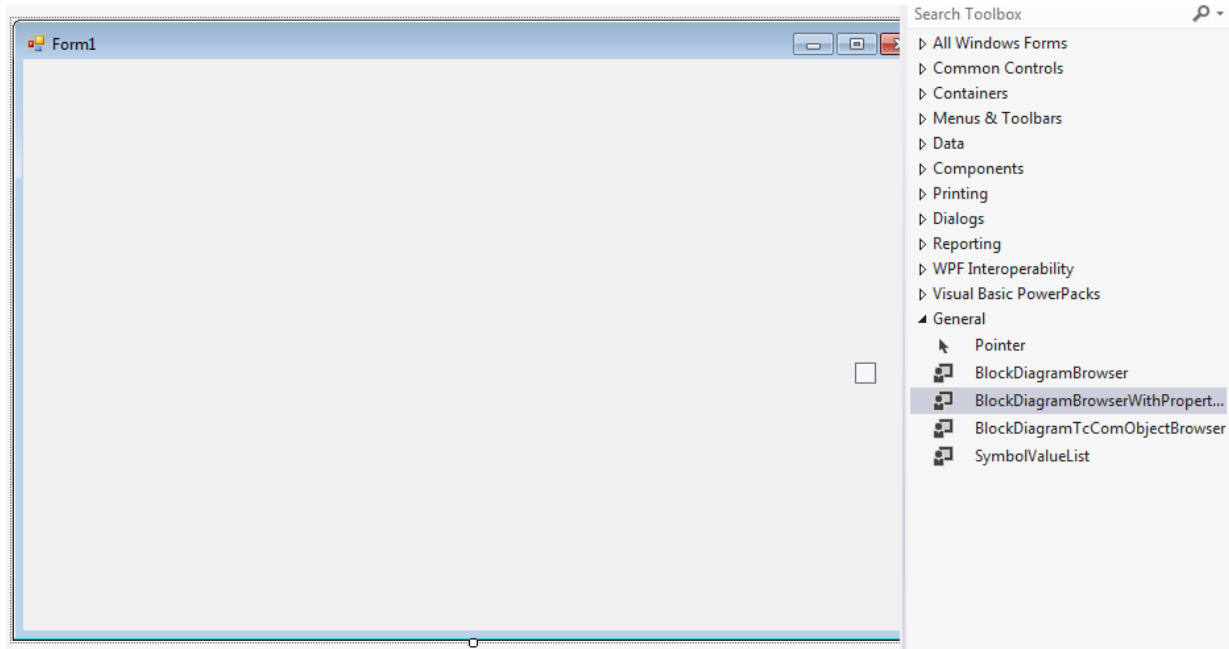 Form1
Search Toolbox
All Windows Forms
Common Controls
Containers
Menus & Toolbars
Data
Components
Printing
Dialogs
Reporting
WPF Interoperability
Visual Basic PowerPacks
General
Pointer
BlockDiagramBrowser
BlockDiagramBrowserWithPropert...
BlockDiagramTcComObjectBrowser
SymbolValueList